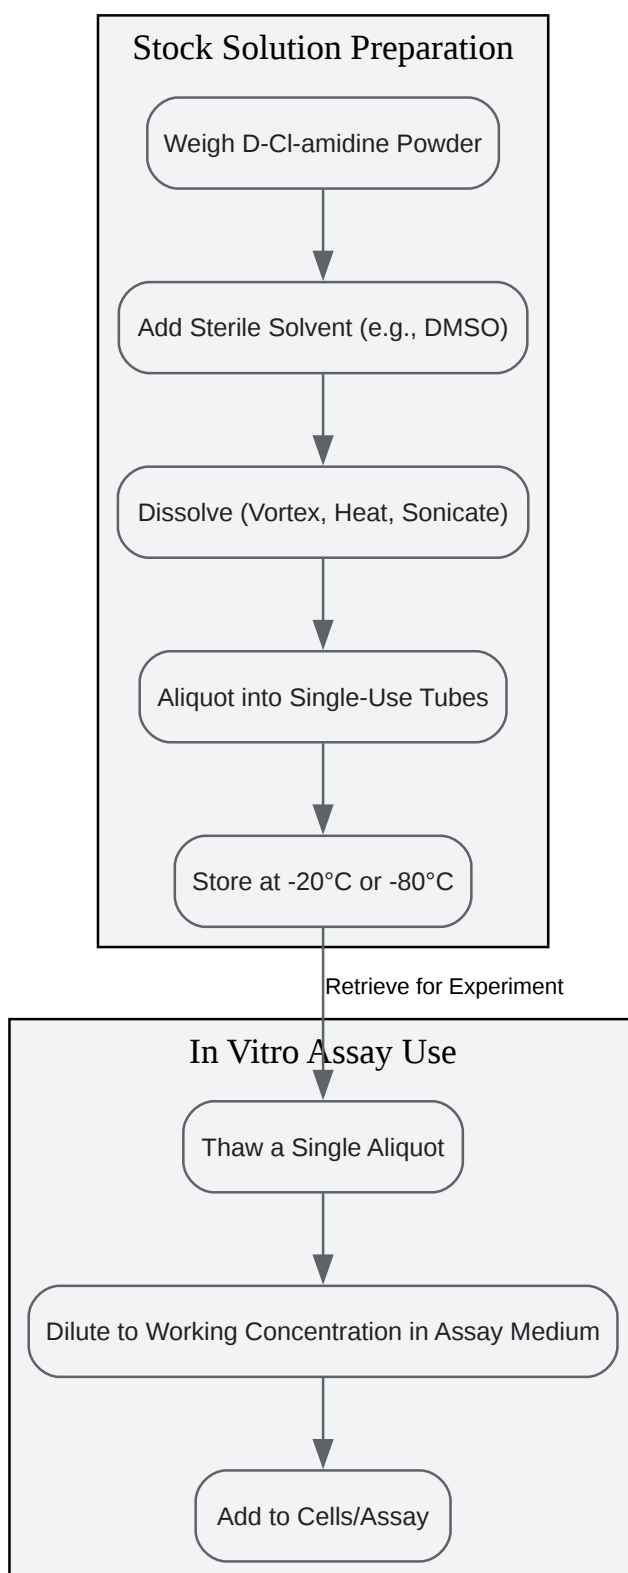 Stock Solution Preparation
Weigh D-Cl-amidine Powder
Add Sterile Solvent (e.g., DMSO)
Dissolve (Vortex, Heat, Sonicate)
Aliquot into Single-Use Tubes
Store at -20°C or -80°C
Retrieve for Experiment
In Vitro Assay Use
Thaw a Single Aliquot
Dilute to Working Concentration in Assay Medium
Add to Cells/Assay